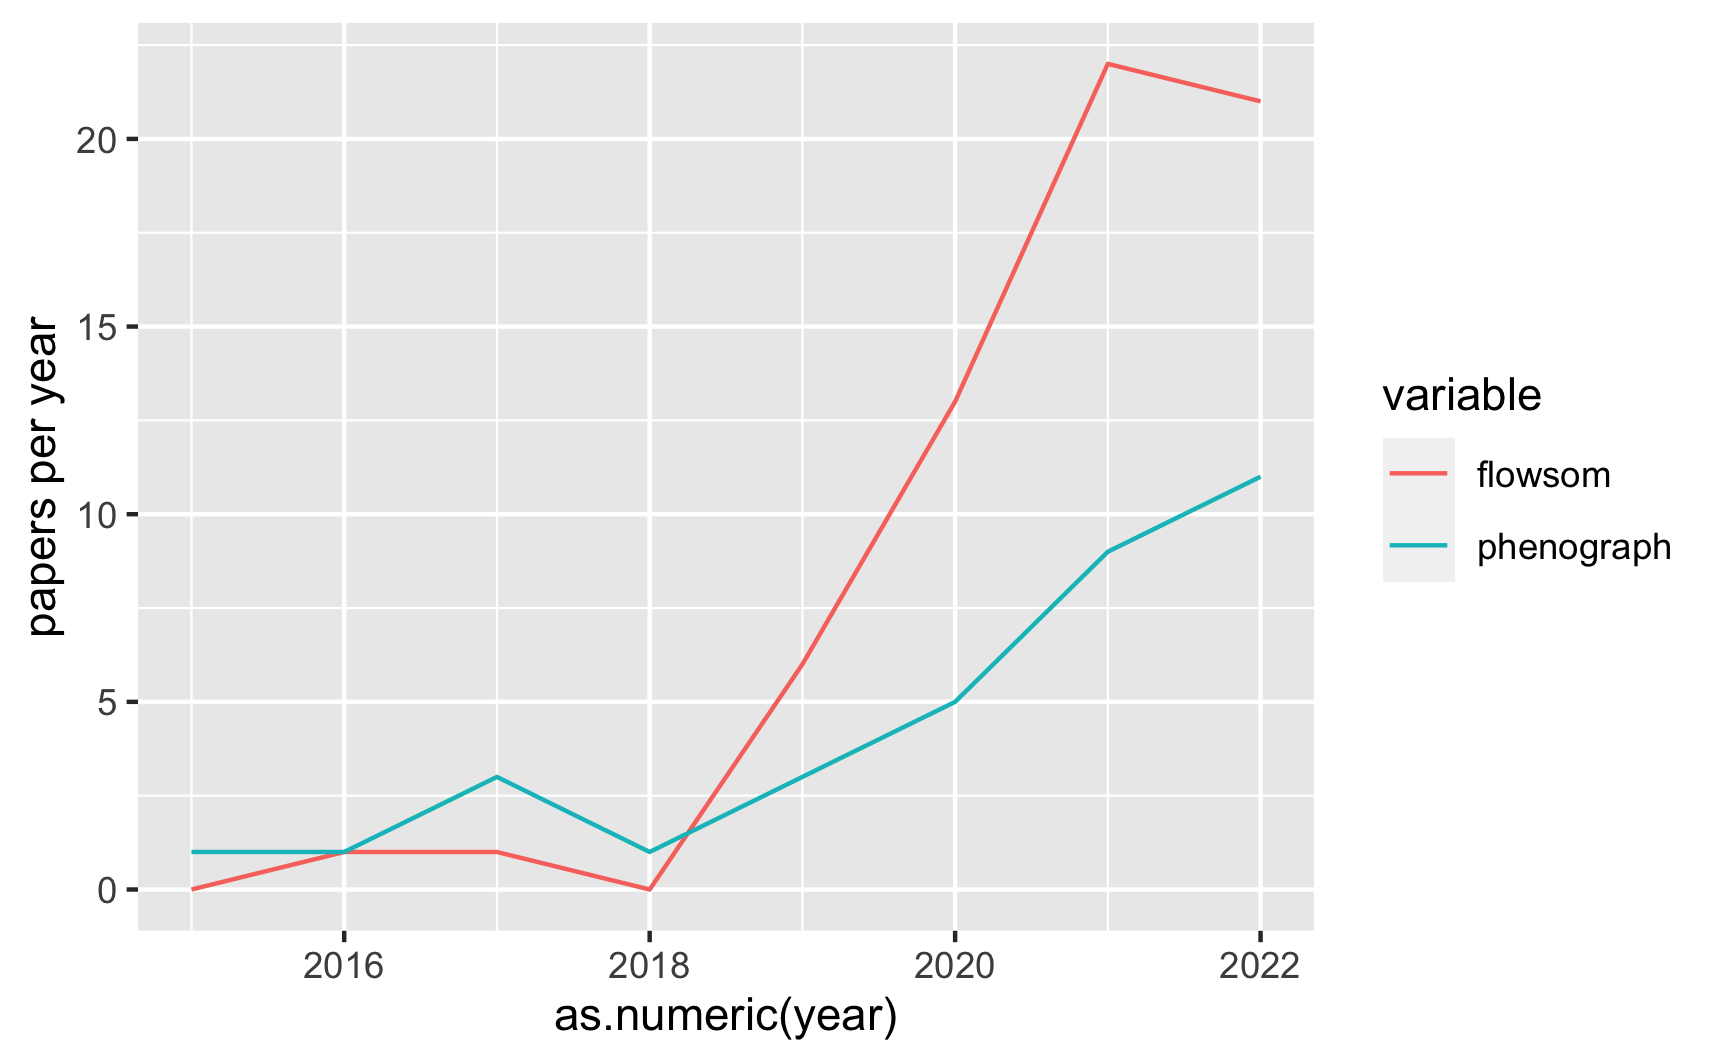 papers per year
20
15
10
5
0
2016 2018 2020 2022
as.numeric(year)
variable
flowsom
phenograph